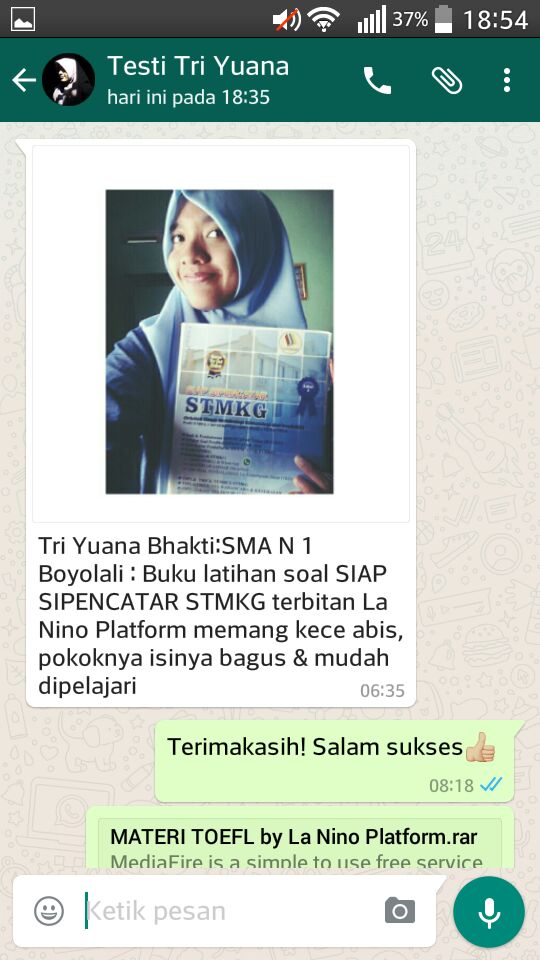 37% 18:54
Testi Tri Yuana
hari ini pada 18:35
STMKG
Tri Yuana Bhakti:SMA N 1
Boyolali : Buku latihan soal SIAP
SIPENCATAR STMKG terbitan La
Nino Platform memang kece abis,
pokoknya isinya bagus & mudah
dipelajari
06:35
Terimakasih! Salam sukses👍
08:18
MATERI TOEFL by La Nino Platform.rar
MediaFire is a simple to use free service
Ketik pesan